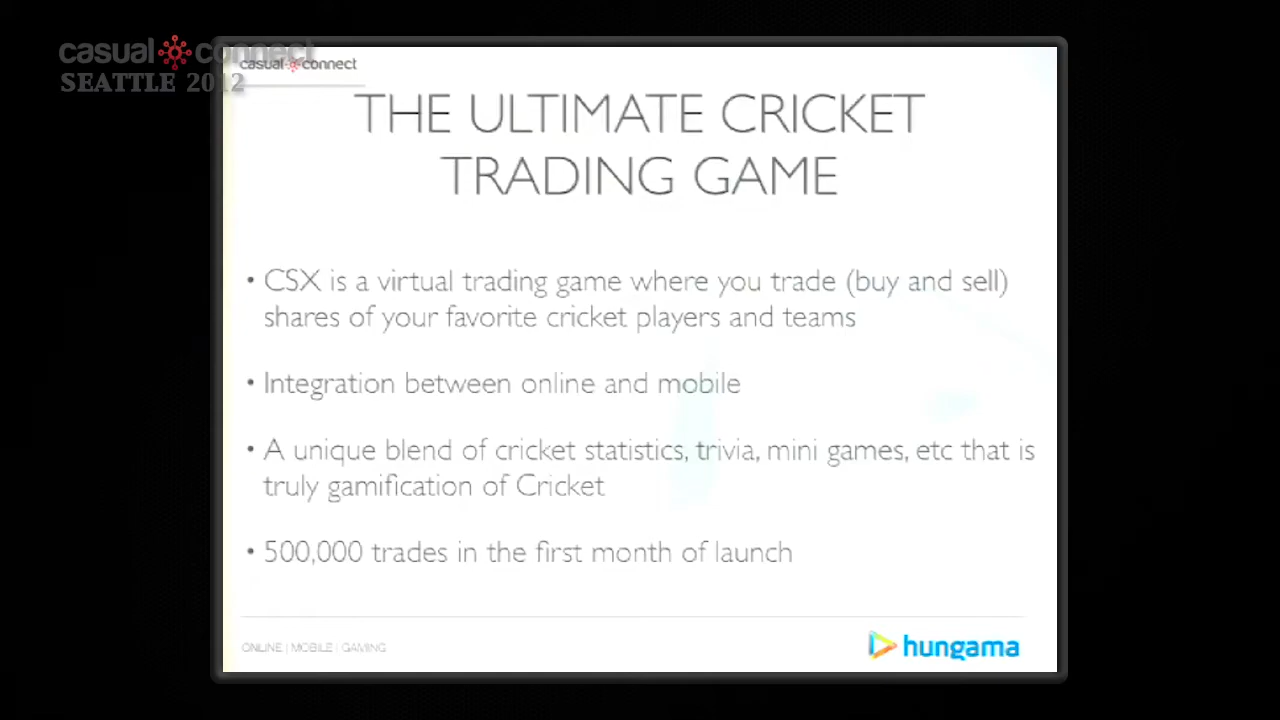 casual connect
SEATTLE 2012
casual connect
THE ULTIMATE CRICKET
TRADING GAME
• CSX is a virtual trading game where you trade (buy and sell)
shares of your favorite cricket players and teams
• Integration between online and mobile
• A unique blend of cricket statistics, trivia, mini games, etc that is
truly gamification of Cricket
• 500,000 trades in the first month of launch
ONLINE | MOBILE | GAMING
hungama